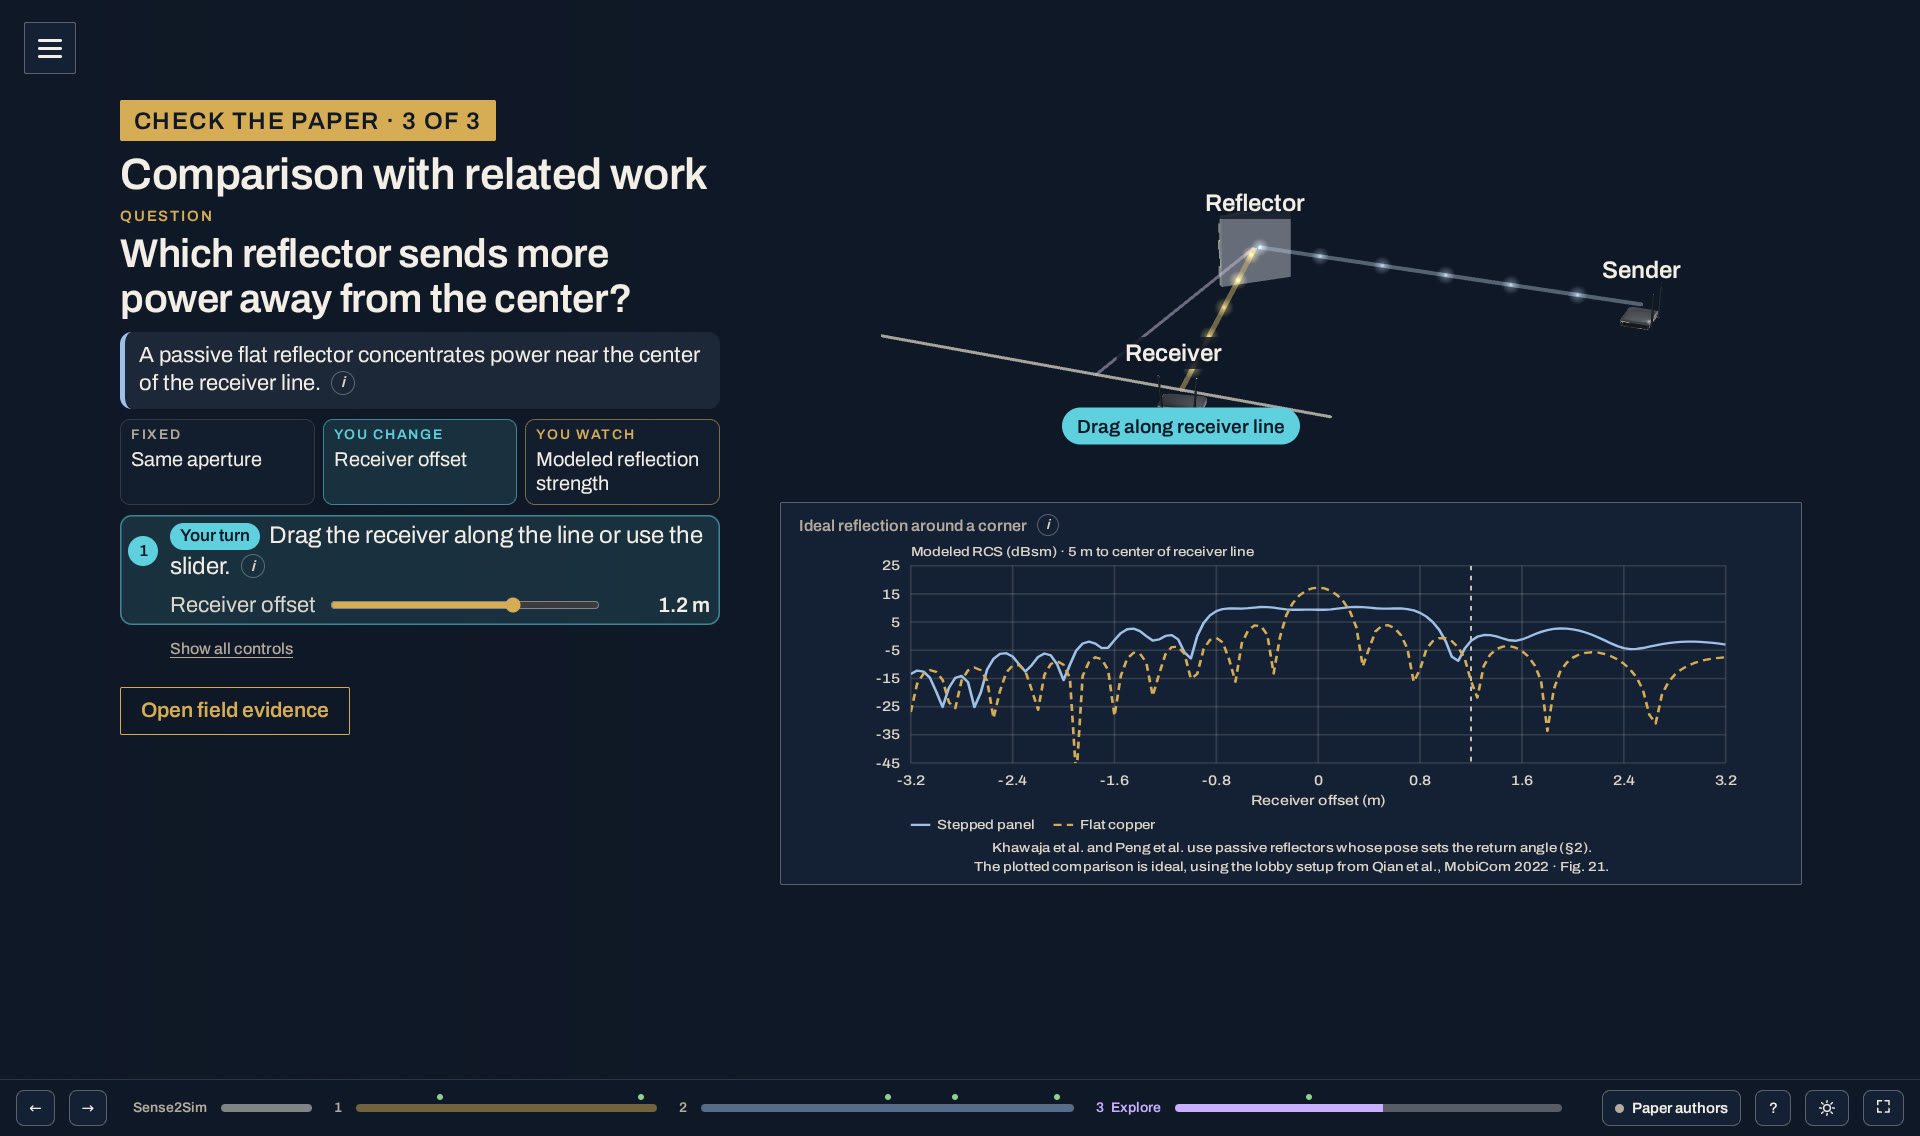 CHECK THE PAPER · 3 OF 3
Comparison with related work
QUESTION
Which reflector sends more
power away from the center?
A passive flat reflector concentrates power near the center
of the receiver line. i
FIXED
Same aperture
YOU CHANGE
Receiver offset
YOU WATCH
Modeled reflection
strength
1
Your turn Drag the receiver along the line or use the
slider. i
Receiver offset 1.2 m
Show all controls
Open field evidence
Reflector
Sender
Receiver
Drag along receiver line
Ideal reflection around a corner i
Modeled RCS (dBsm) · 5 m to center of receiver line
25
15
5
-5
-15
-25
-35
-45
-3.2 -2.4 -1.6 -0.8 0 0.8 1.6 2.4 3.2
Receiver offset (m)
Stepped panel Flat copper
Khawaja et al. and Peng et al. use passive reflectors whose pose sets the return angle (§2).
The plotted comparison is ideal, using the lobby setup from Qian et al., MobiCom 2022 · Fig. 21.
← → Sense2Sim 1 2 3 Explore Paper authors ?